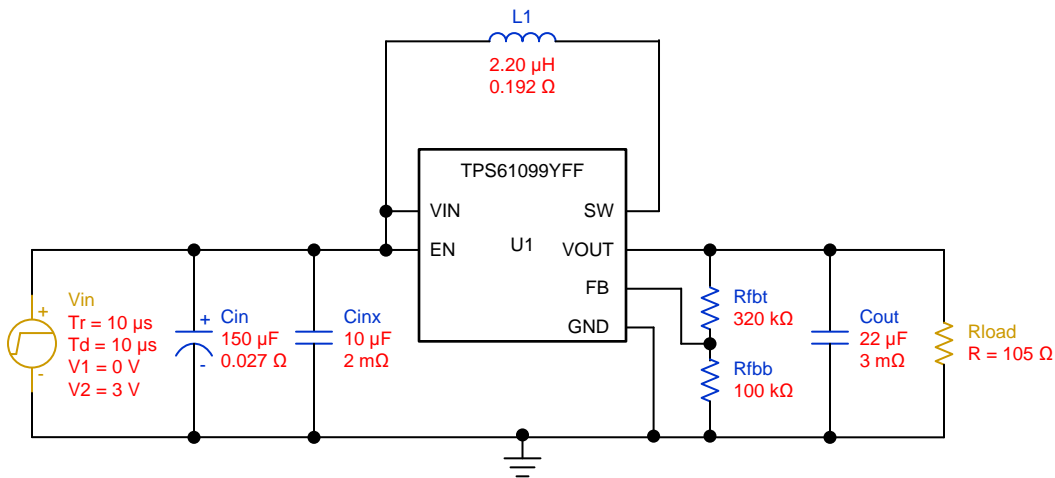 L1
2.20 µH
0.192 Ω
TPS61099YFF
VIN
SW
EN
U1
VOUT
FB
GND
+
Vin
Tr = 10 µs
Td = 10 µs
V1 = 0 V
V2 = 3 V
-
+
Cin
150 µF
0.027 Ω
-
Cinx
10 µF
2 mΩ
Rfbt
320 kΩ
Rfbb
100 kΩ
Cout
22 µF
3 mΩ
Rload
R = 105 Ω